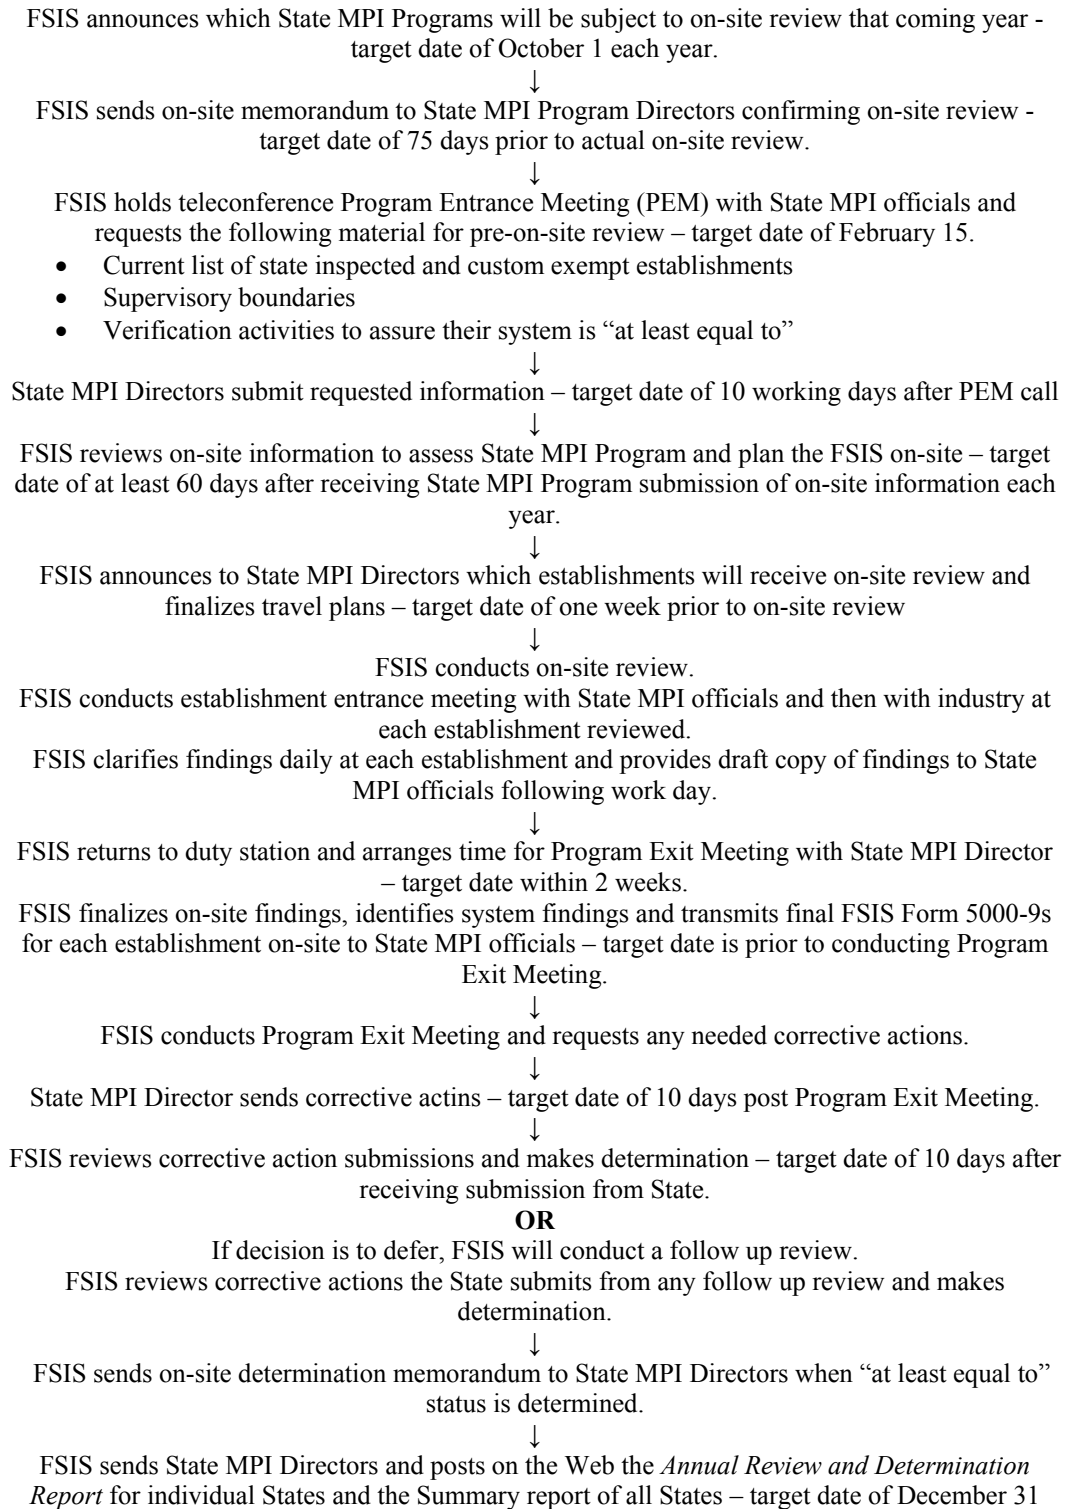 FSIS announces which State MPI Programs will be subject to on-site review that coming year -
target date of October 1 each year.
↓
FSIS sends on-site memorandum to State MPI Program Directors confirming on-site review -
target date of 75 days prior to actual on-site review.
↓
FSIS holds teleconference Program Entrance Meeting (PEM) with State MPI officials and
requests the following material for pre-on-site review – target date of February 15.
• Current list of state inspected and custom exempt establishments
• Supervisory boundaries
• Verification activities to assure their system is “at least equal to”
↓
State MPI Directors submit requested information – target date of 10 working days after PEM call
↓
FSIS reviews on-site information to assess State MPI Program and plan the FSIS on-site – target
date of at least 60 days after receiving State MPI Program submission of on-site information each
year.
↓
FSIS announces to State MPI Directors which establishments will receive on-site review and
finalizes travel plans – target date of one week prior to on-site review
↓
FSIS conducts on-site review.
FSIS conducts establishment entrance meeting with State MPI officials and then with industry at
each establishment reviewed.
FSIS clarifies findings daily at each establishment and provides draft copy of findings to State
MPI officials following work day.
↓
FSIS returns to duty station and arranges time for Program Exit Meeting with State MPI Director
– target date within 2 weeks.
FSIS finalizes on-site findings, identifies system findings and transmits final FSIS Form 5000-9s
for each establishment on-site to State MPI officials – target date is prior to conducting Program
Exit Meeting.
↓
FSIS conducts Program Exit Meeting and requests any needed corrective actions.
↓
State MPI Director sends corrective actins – target date of 10 days post Program Exit Meeting.
↓
FSIS reviews corrective action submissions and makes determination – target date of 10 days after
receiving submission from State.
OR
If decision is to defer, FSIS will conduct a follow up review.
FSIS reviews corrective actions the State submits from any follow up review and makes
determination.
↓
FSIS sends on-site determination memorandum to State MPI Directors when “at least equal to”
status is determined.
↓
FSIS sends State MPI Directors and posts on the Web the Annual Review and Determination
Report for individual States and the Summary report of all States – target date of December 31